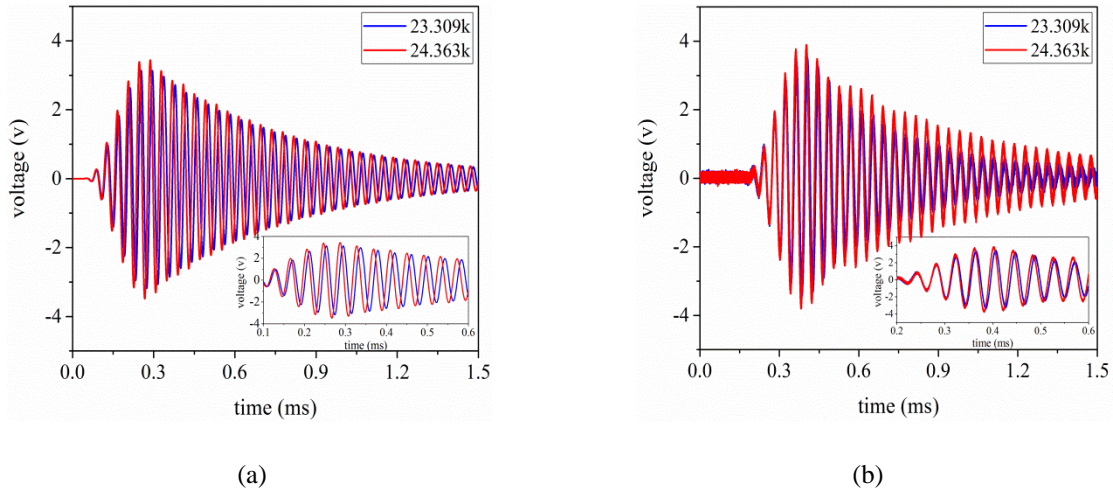 23.309k
24.363k
4
2
0
-2
-4
voltage (v)
0.0 0.3 0.6 0.9 1.2 1.5
time (ms)
4
2
0
-2
-4
voltage (v)
0.1 0.2 0.3 0.4 0.5 0.6
time (ms)
(a)
23.309k
24.363k
4
2
0
-2
-4
voltage (v)
0.0 0.3 0.6 0.9 1.2 1.5
time (ms)
4
2
0
-2
-4
voltage (v)
0.2 0.3 0.4 0.5 0.6
time (ms)
(b)